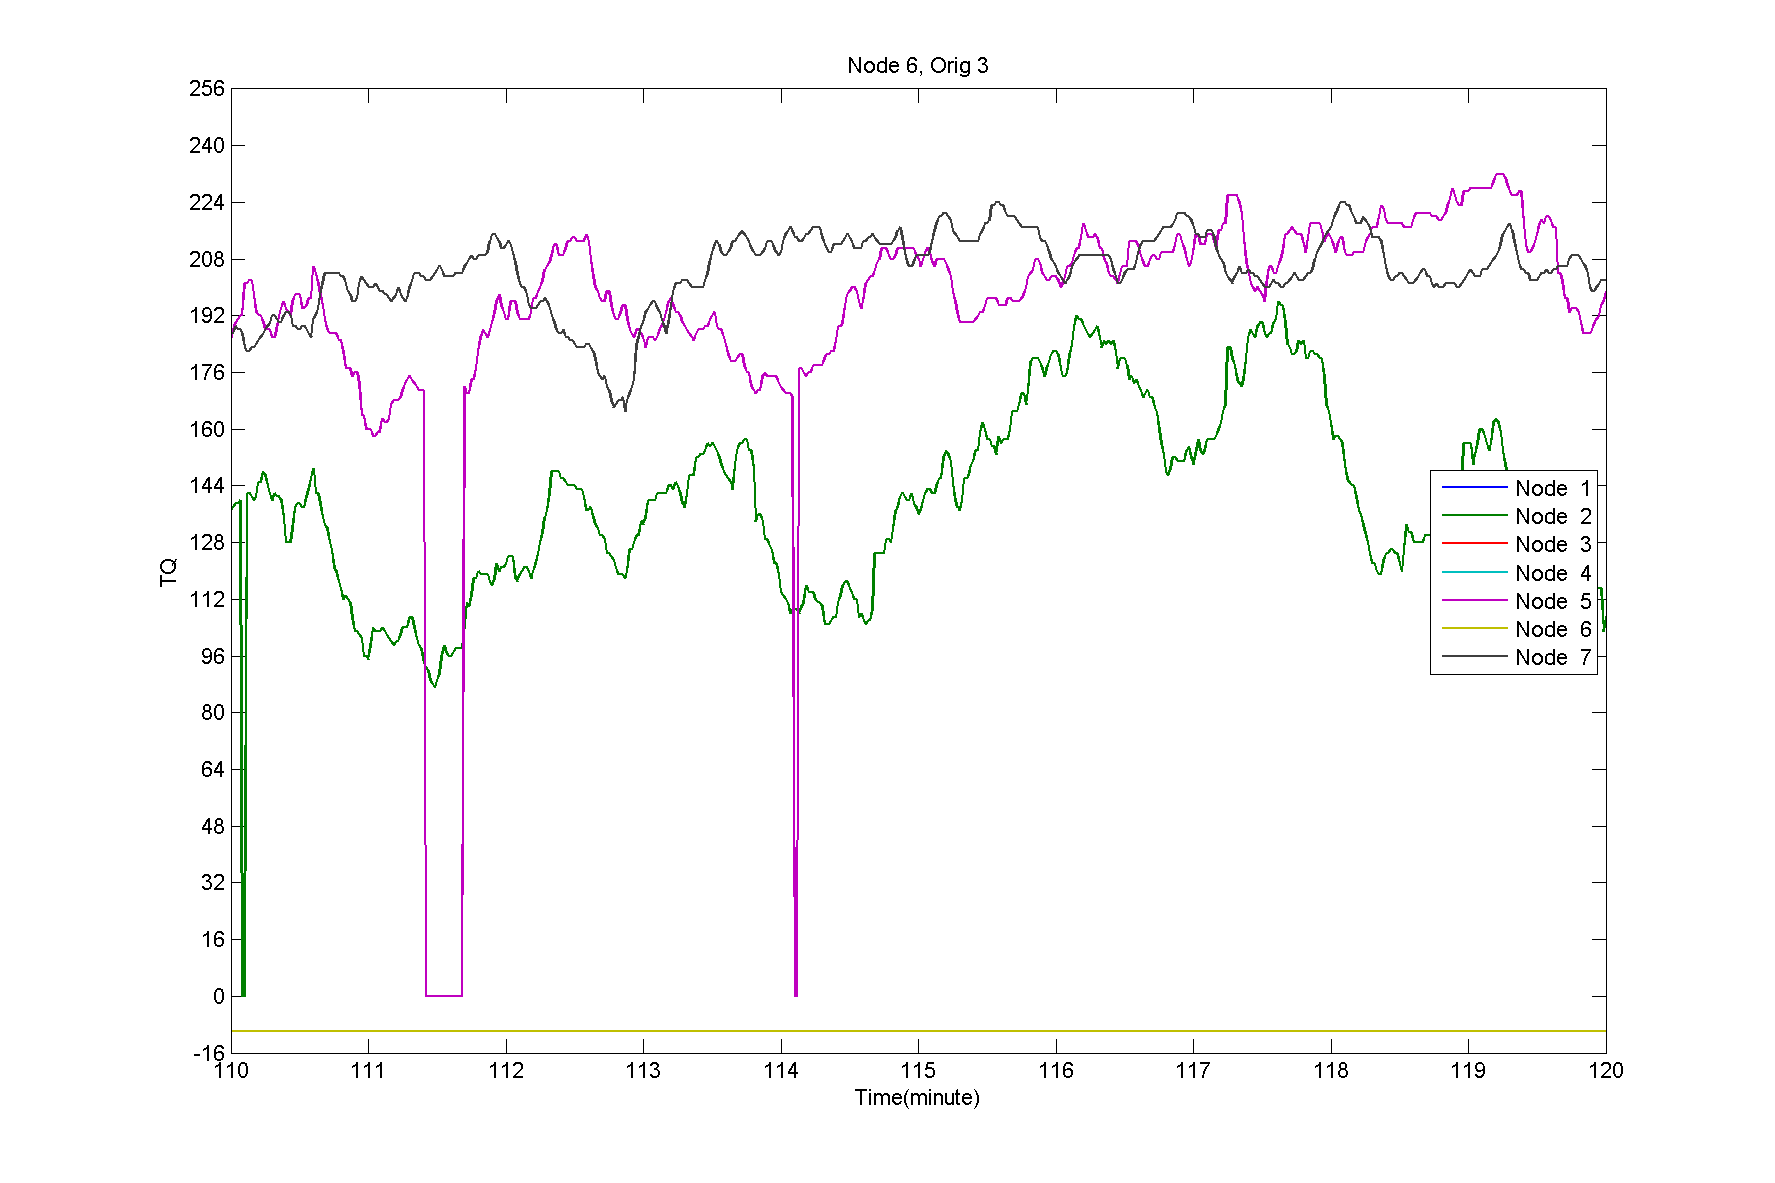 Node 6, Orig 3
256
240
224
208
192
176
160
144
128
112
96
80
64
48
32
16
0
-16
TQ
Node 1
Node 2
Node 3
Node 4
Node 5
Node 6
Node 7
110 111 112 113 114 115 116 117 118 119 120
Time(minute)